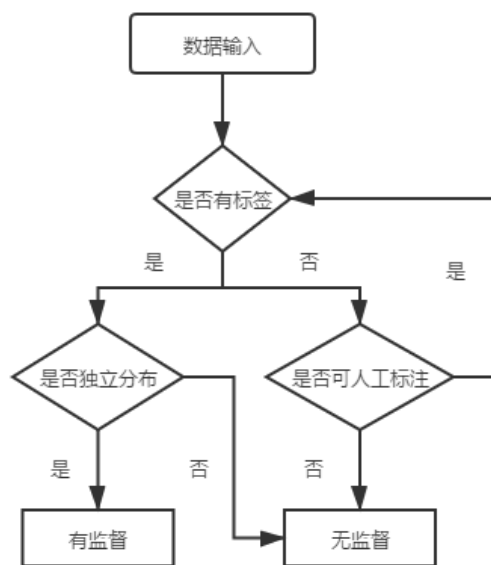 数据输入
是否有标签
是
否
是
是否独立分布
是否可人工标注
是
否
否
有监督
无监督